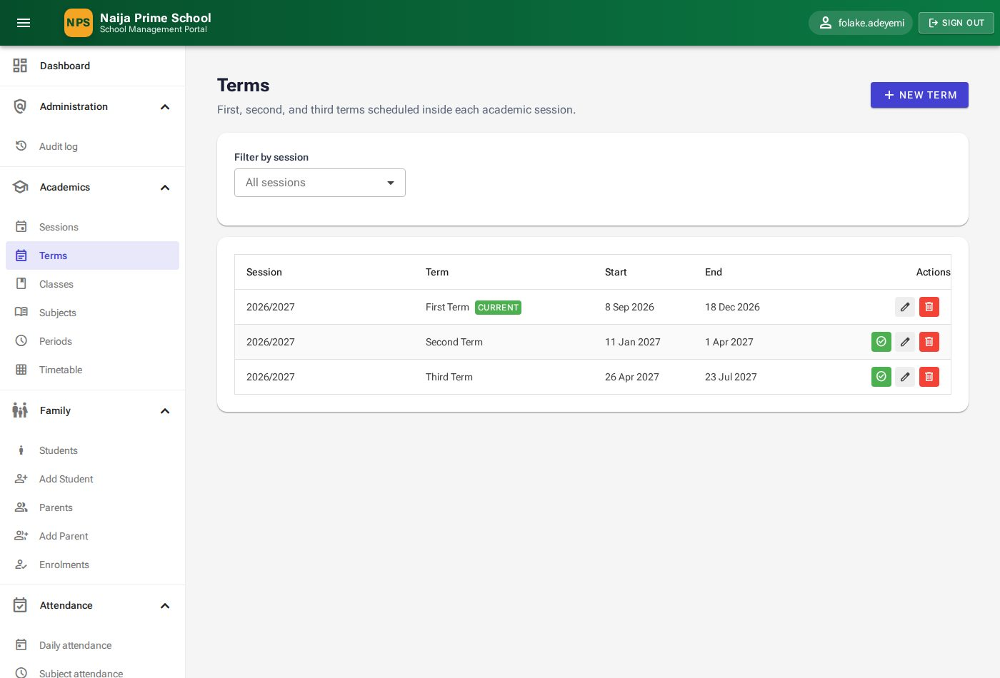 NPS
Naija Prime School
School Management Portal
folake.adeyemi
SIGN OUT
Dashboard
Administration
Audit log
Academics
Sessions
Terms
Classes
Subjects
Periods
Timetable
Family
Students
Add Student
Parents
Add Parent
Enrolments
Attendance
Daily attendance
Subject attendance
Terms
First, second, and third terms scheduled inside each academic session.
NEW TERM
Filter by session
All sessions
Session Term Start End Actions
2026/2027 First Term CURRENT 8 Sep 2026 18 Dec 2026
2026/2027 Second Term 11 Jan 2027 1 Apr 2027
2026/2027 Third Term 26 Apr 2027 23 Jul 2027